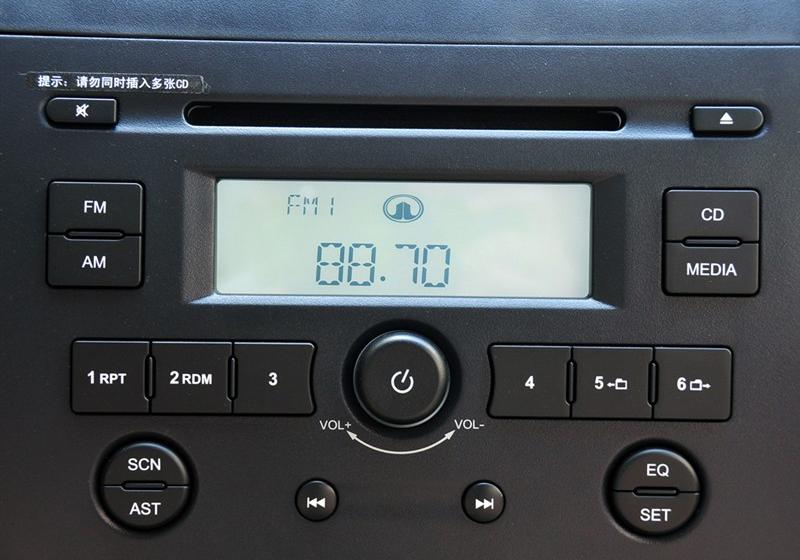 提示：请勿同时插入多张CD
FM
AM
FM1
88.70
CD
MEDIA
1 RPT
2 RDM
3
4
5
6
VOL+
VOL-
SCN
AST
EQ
SET